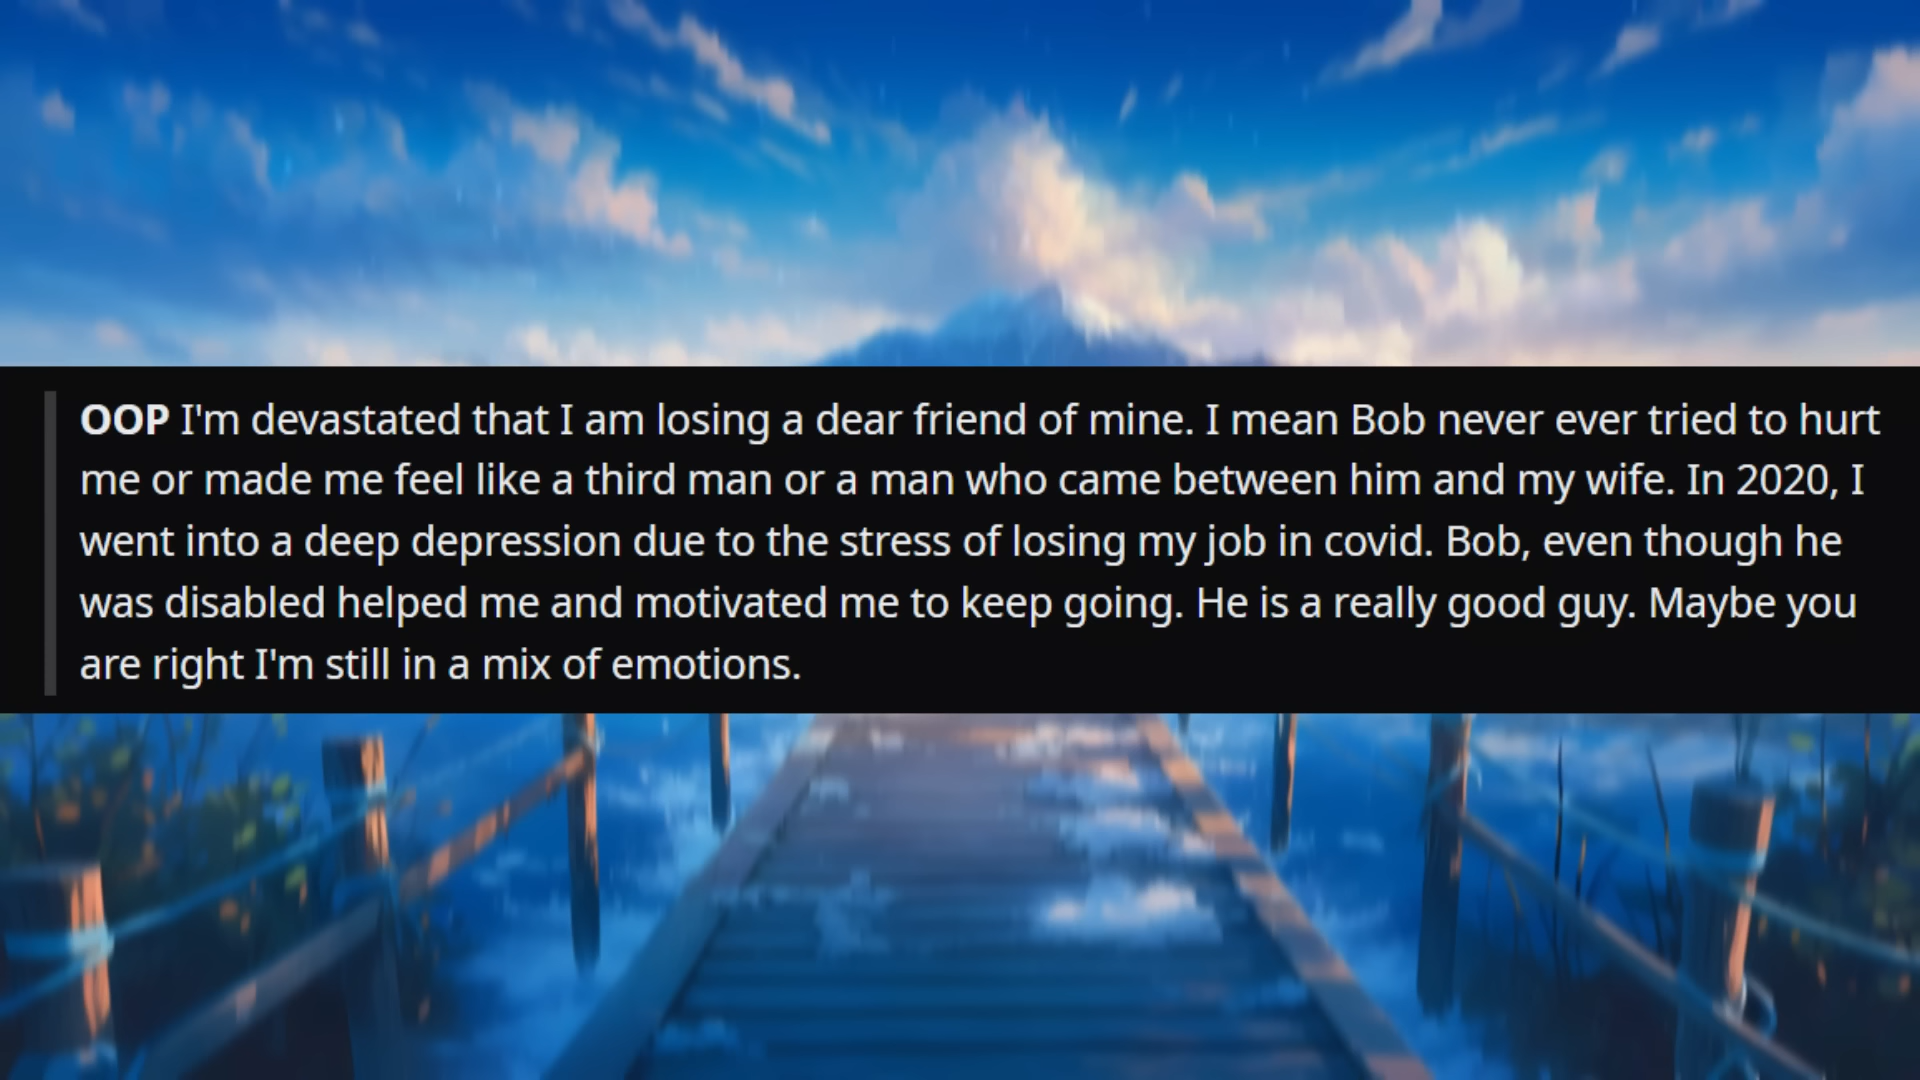 OOP I'm devastated that I am losing a dear friend of mine. I mean Bob never ever tried to hurt
me or made me feel like a third man or a man who came between him and my wife. In 2020, I
went into a deep depression due to the stress of losing my job in covid. Bob, even though he
was disabled helped me and motivated me to keep going. He is a really good guy. Maybe you
are right I'm still in a mix of emotions.